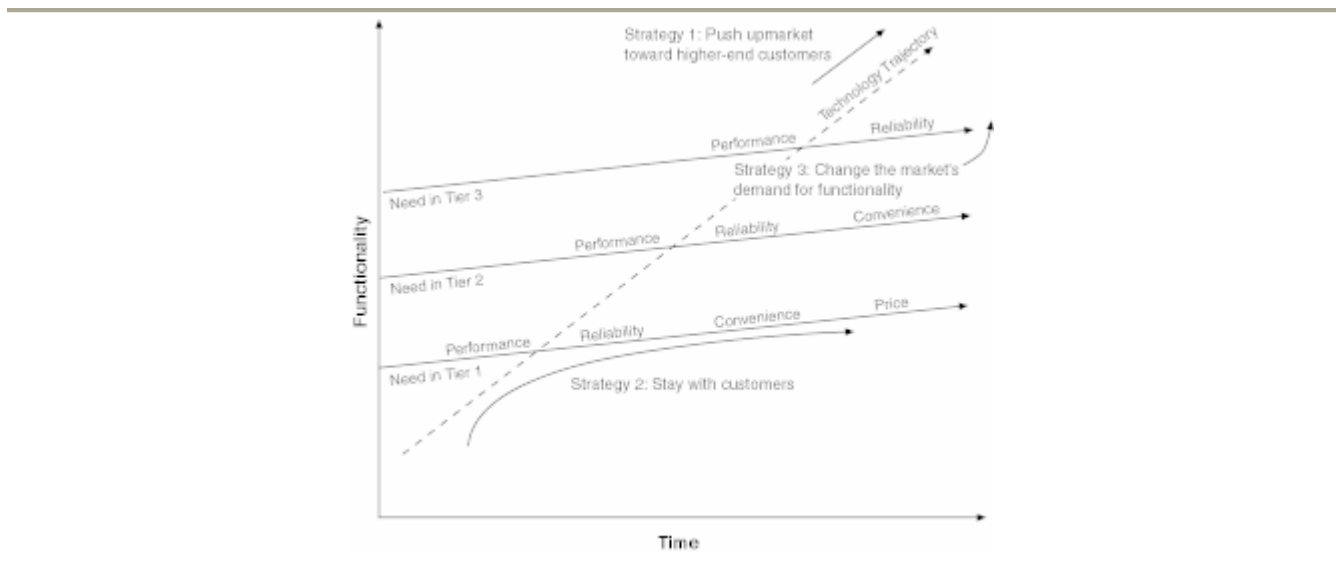 Strategy 1: Push upmarket
toward higher-end customers
Technology Trajectory
Performance
Reliability
Strategy 3: Change the market's
demand for functionality
Need in Tier 3
Performance
Reliability
Convenience
Need in Tier 2
Performance
Reliability
Convenience
Price
Need in Tier 1
Strategy 2: Stay with customers
Functionality
Time